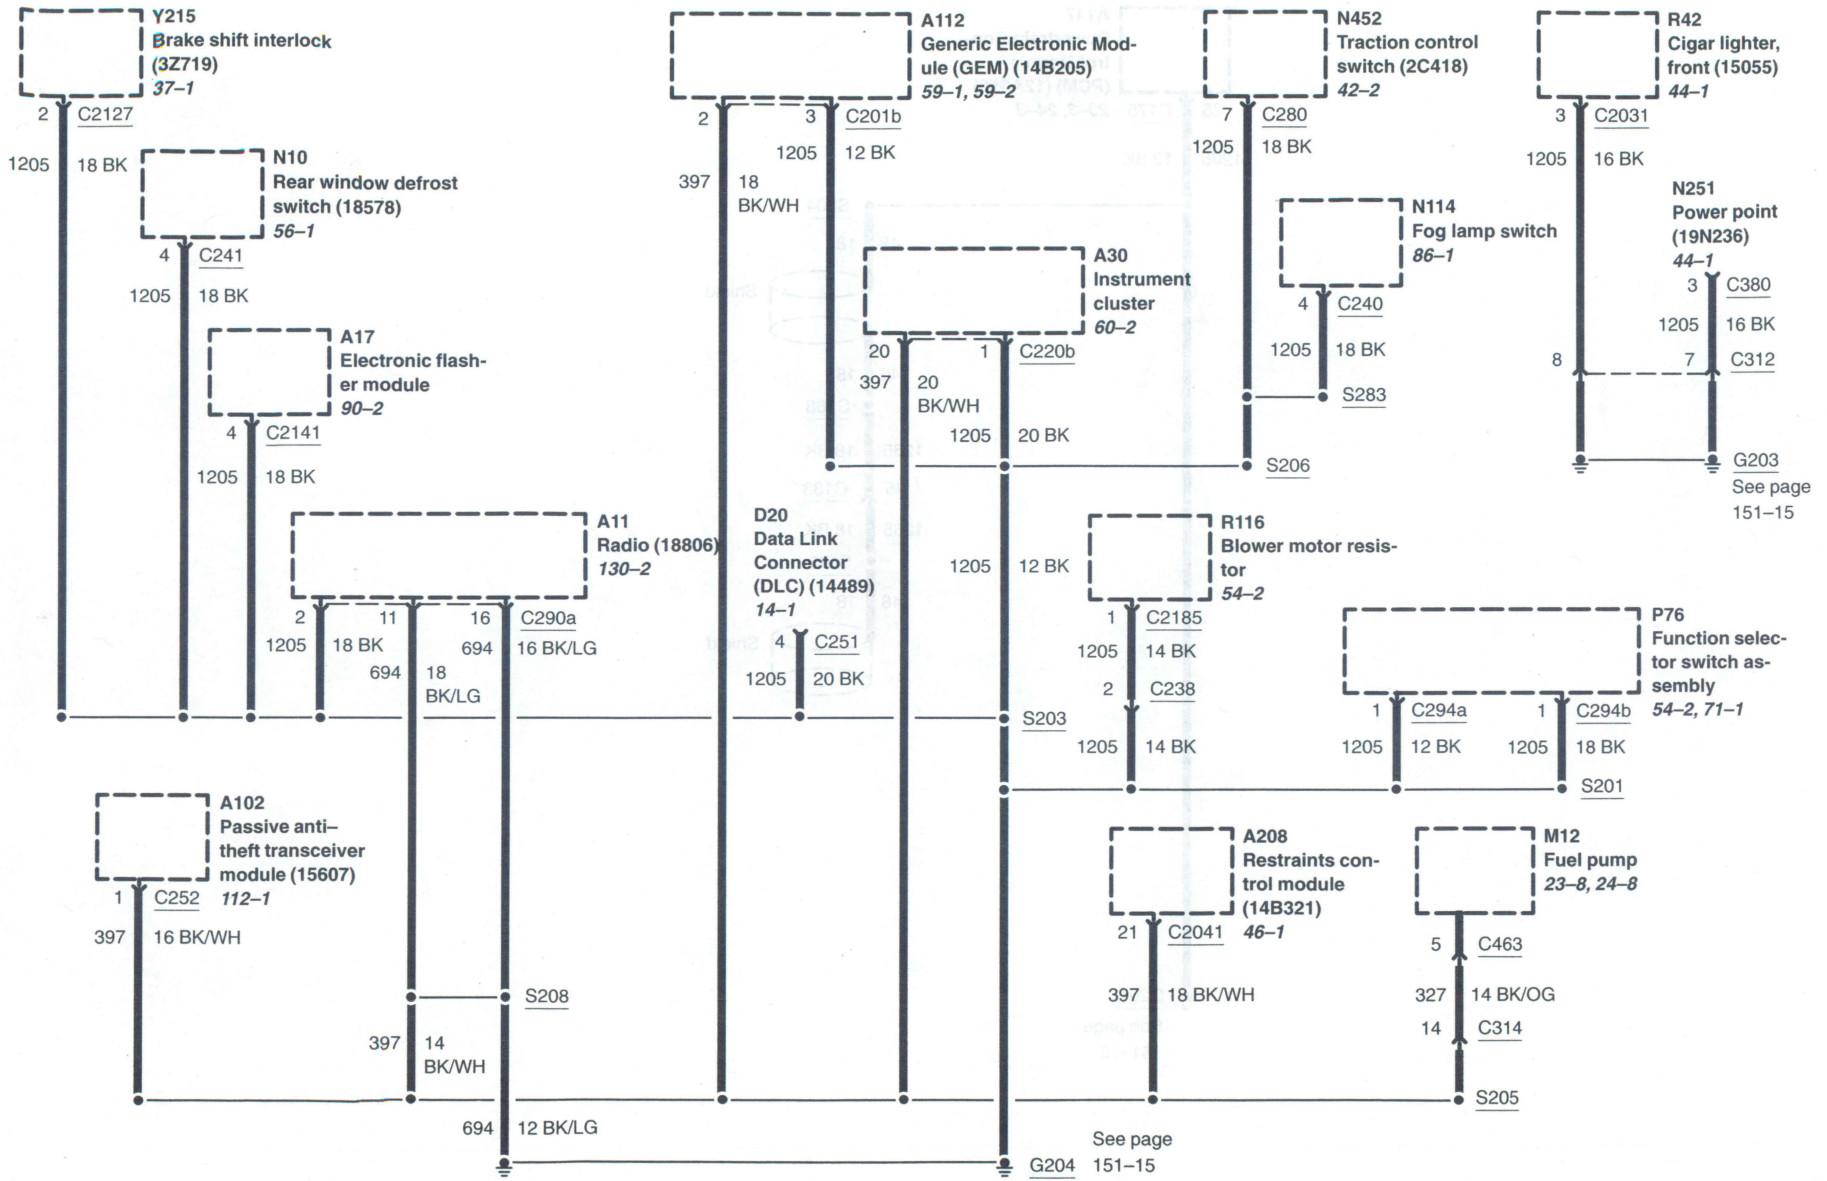 Y215
Brake shift interlock
(3Z719)
37–1
2 C2127
1205 18 BK
N10
Rear window defrost
switch (18578)
56–1
4 C241
1205 18 BK
A17
Electronic flash-
er module
90–2
4 C2141
1205 18 BK
A11
Radio (18806)
130–2
2 11 16 C290a
1205 18 BK
694 18
BK/LG
694 16 BK/LG
A102
Passive anti–
theft transceiver
module (15607)
112–1
1 C252
397 16 BK/WH
S208
397 14
BK/WH
694 12 BK/LG
A112
Generic Electronic Mod-
ule (GEM) (14B205)
59–1, 59–2
2 3 C201b
1205 12 BK
397 18
BK/WH
A30
Instrument
cluster
60–2
20 1 C220b
397 20
BK/WH
1205 20 BK
D20
Data Link
Connector
(DLC) (14489)
14–1
4 C251
1205 20 BK
1205 12 BK
S203
N452
Traction control
switch (2C418)
42–2
7 C280
1205 18 BK
N114
Fog lamp switch
86–1
4 C240
1205 18 BK
S283
S206
R42
Cigar lighter,
front (15055)
44–1
3 C2031
1205 16 BK
N251
Power point
(19N236)
44–1
3 C380
1205 16 BK
8 7 C312
G203
See page
151–15
R116
Blower motor resis-
tor
54–2
1 C2185
1205 14 BK
2 C238
1205 14 BK
P76
Function selec-
tor switch as-
sembly
54–2, 71–1
1 C294a
1205 12 BK
1 C294b
1205 18 BK
S201
A208
Restraints con-
trol module
(14B321)
46–1
21 C2041
397 18 BK/WH
M12
Fuel pump
23–8, 24–8
5 C463
327 14 BK/OG
14 C314
S205
G204
See page
151–15